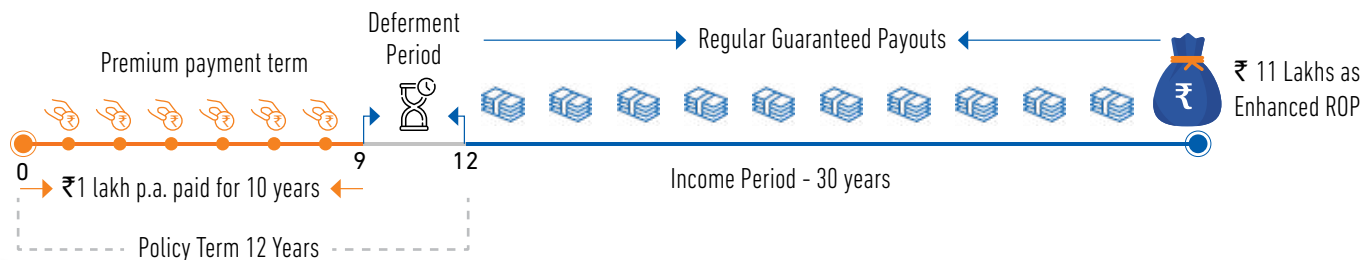 Deferment
Period
Regular Guaranteed Payouts
Premium payment term
₹
₹ 11 Lakhs as
Enhanced ROP
0
9
12
₹1 lakh p.a. paid for 10 years
Income Period - 30 years
Policy Term 12 Years